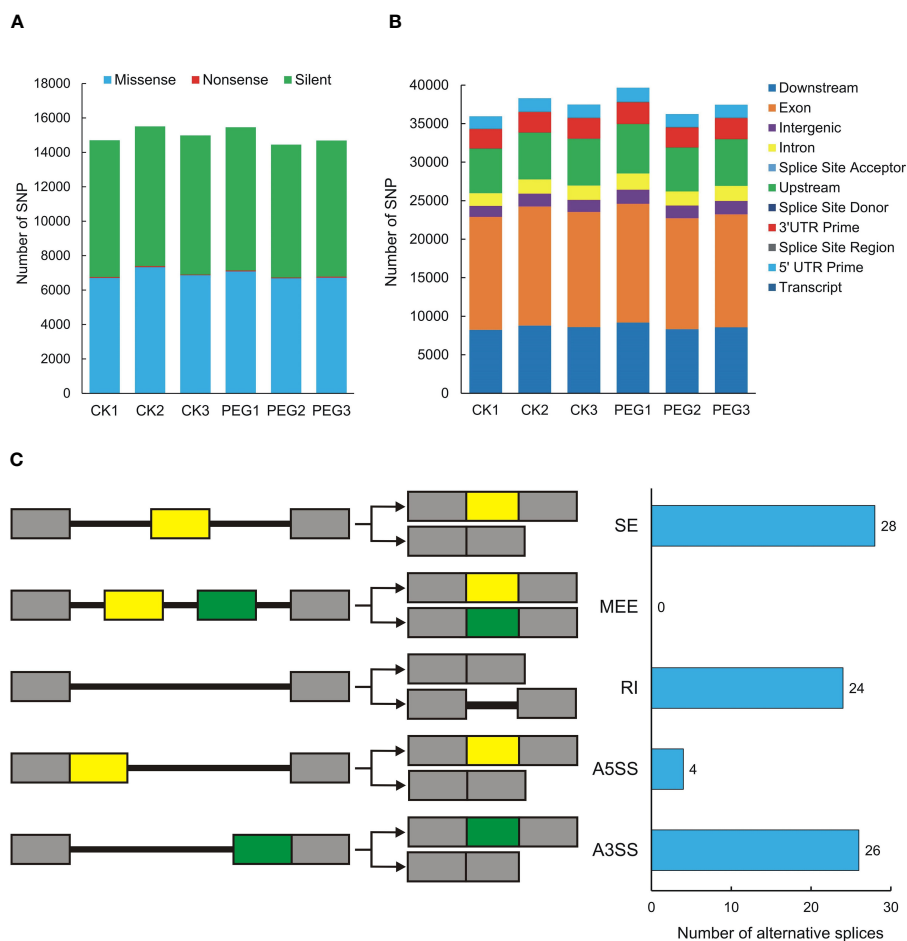 A
B
Missense Nonsense Silent
Number of SNP
18000
16000
14000
12000
10000
8000
6000
4000
2000
0
CK1 CK2 CK3 PEG1 PEG2 PEG3
Number of SNP
40000
35000
30000
25000
20000
15000
10000
5000
0
CK1 CK2 CK3 PEG1 PEG2 PEG3
Downstream
Exon
Intergenic
Intron
Splice Site Acceptor
Upstream
Splice Site Donor
3'UTR Prime
Splice Site Region
5' UTR Prime
Transcript
C
SE 28
MEE 0
RI 24
A5SS 4
A3SS 26
0 10 20 30
Number of alternative splices